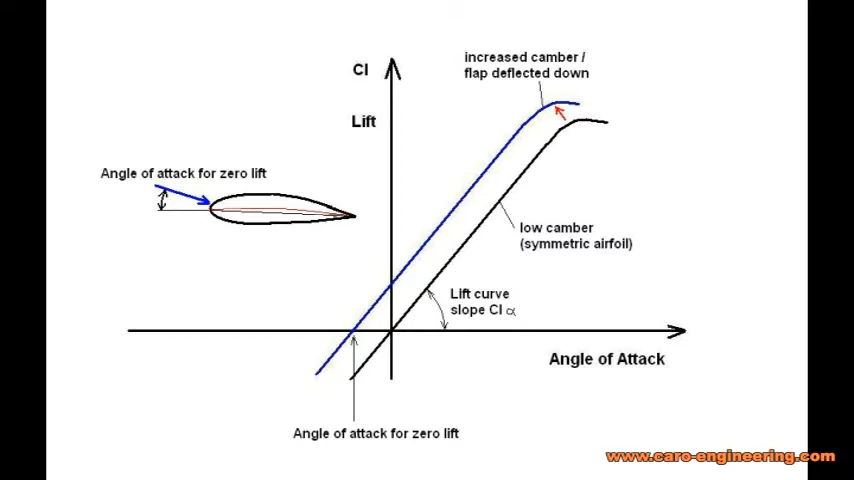 increased camber /
flap deflected down
Cl
Lift
Angle of attack for zero lift
low camber
(symmetric airfoil)
Lift curve
slope Cl α
Angle of Attack
Angle of attack for zero lift
www.caro-engineering.com